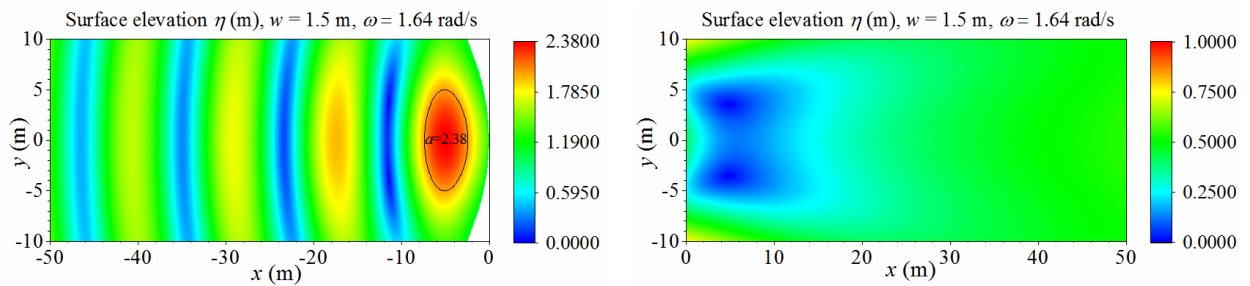 Surface elevation η (m), w = 1.5 m, ω = 1.64 rad/s
10
5
0
-5
-10
y (m)
a=2.38
-50 -40 -30 -20 -10 0
x (m)
2.3800
1.7850
1.1900
0.5950
0.0000
Surface elevation η (m), w = 1.5 m, ω = 1.64 rad/s
10
5
0
-5
-10
y (m)
0 10 20 30 40 50
x (m)
1.0000
0.7500
0.5000
0.2500
0.0000